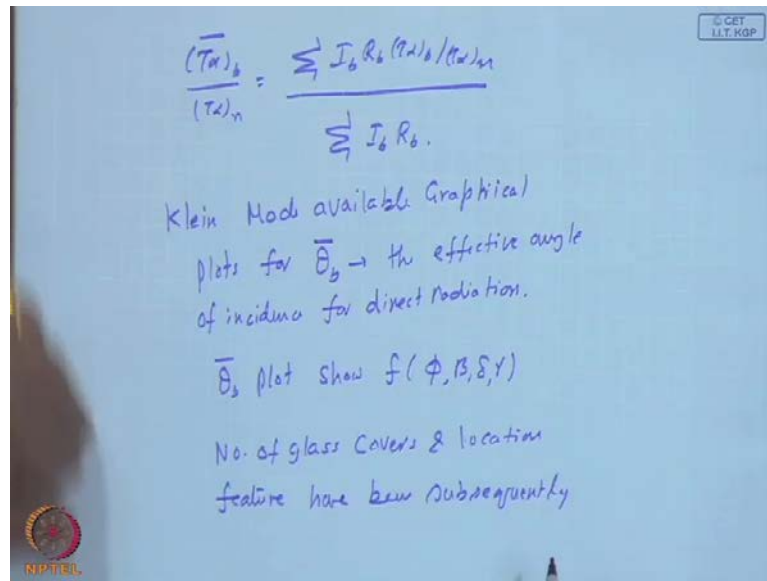 © CET
I.I.T. KGP
(τα)_b / (τα)_n = Σ I_b R_b (τα)_b/(τα)_n / Σ I_b R_b.
Klein Mode available Graphical
plots for θ̅_b → th effective angle
of incidence for direct radiation.
θ̅_b plot show f(φ,β,δ,γ)
No. of glass Covers & location
feature have been subsequently
NPTEL